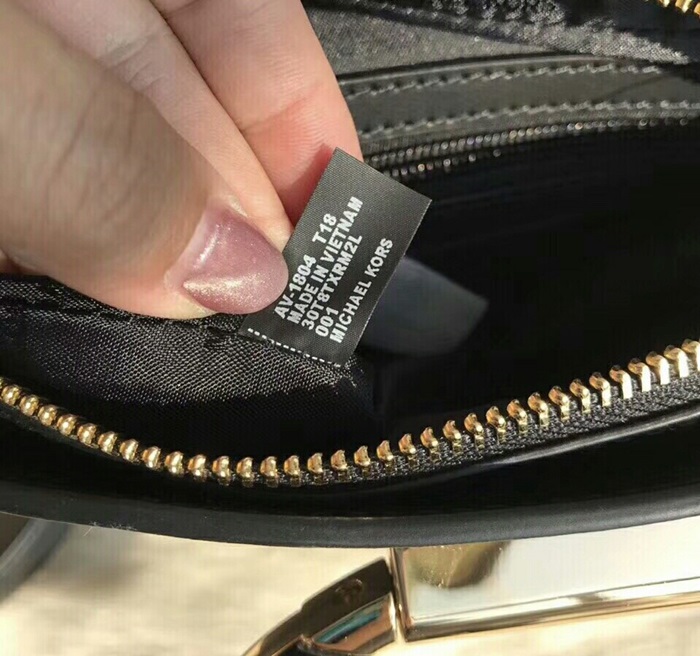 AV-1804 T18
MADE IN VIETNAM
30T8TXRM2L
001
MICHAEL KORS